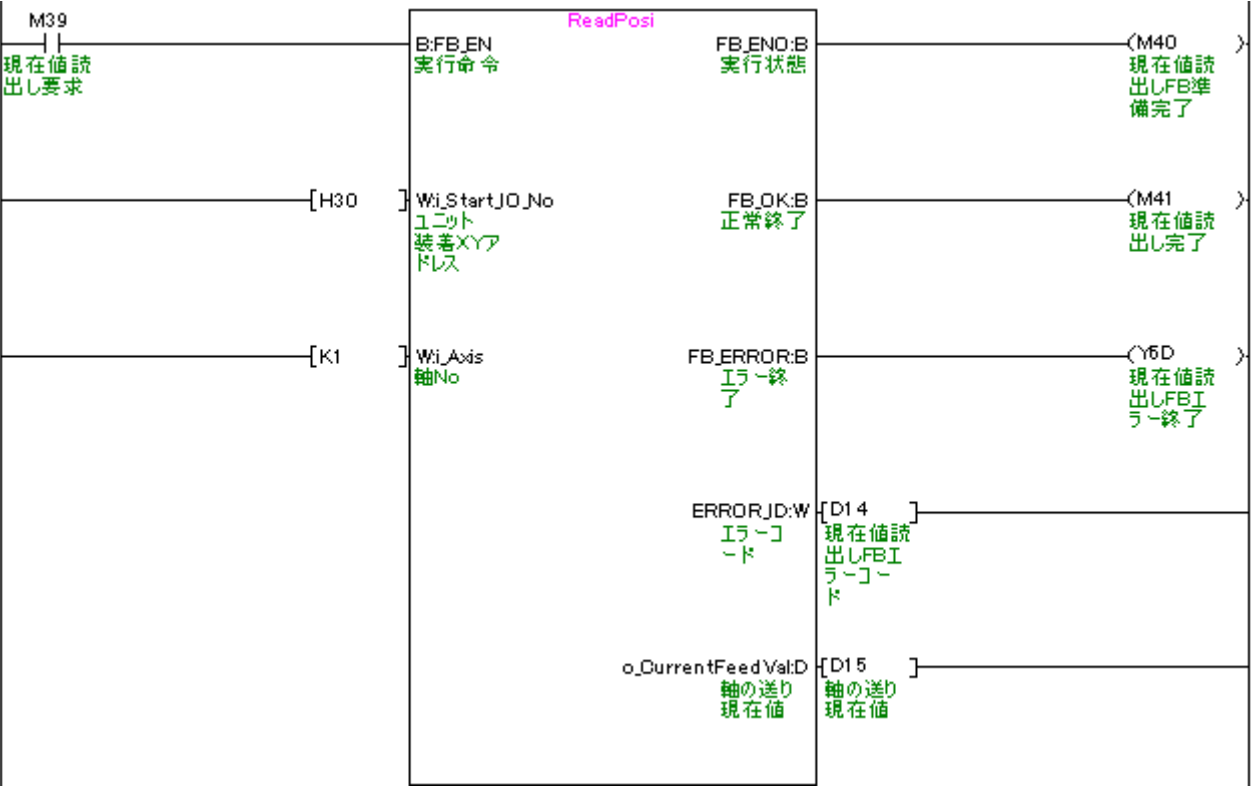 M39
現在値読
出し要求
ReadPosi
B:FB_EN
実行命令
FB_ENO:B
実行状態
(M40 )
現在値読
出しFB準
備完了
[H30 ]
W:i_Start_IO_No
ユニット
装着XYア
ドレス
FB_OK:B
正常終了
(M41 )
現在値読
出し完了
[K1 ]
W:i_Axis
軸No
FB_ERROR:B
エラー終
了
(Y5D )
現在値読
出しFBエ
ラー終了
ERROR_ID:W
エラーコ
ード
[D14 ]
現在値読
出しFBエ
ラーコー
ド
o_CurrentFeedVal:D
軸の送り
現在値
[D15 ]
軸の送り
現在値